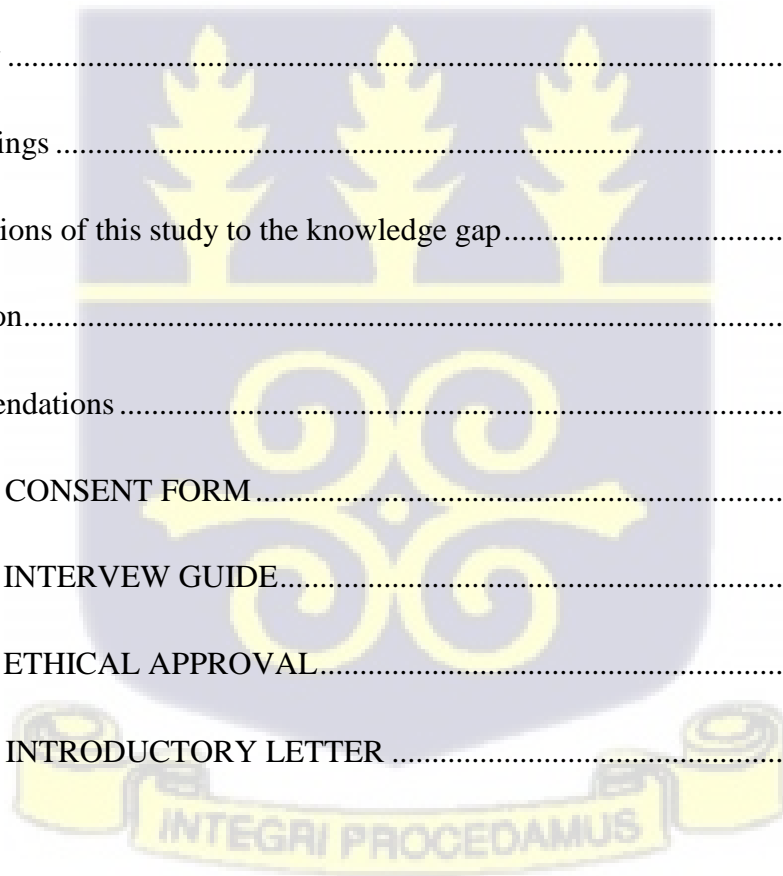 ..........................................................................
ings ....................................................................
tions of this study to the knowledge gap..........................................
on.........................................................................
endations ..............................................................
CONSENT FORM .......................................................
INTERVEW GUIDE....................................................
ETHICAL APPROVAL...............................................
INTRODUCTORY LETTER .......................................
INTEGRI PROCEDAMUS